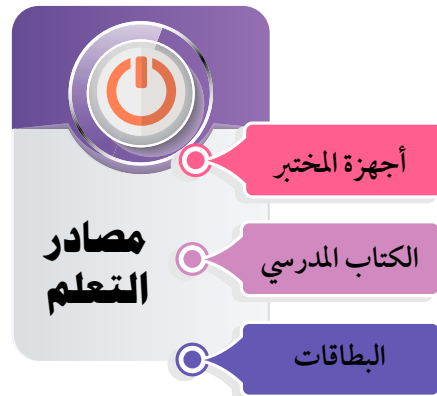 مصادر
التعلم
أجهزة المختبر
الكتاب المدرسي
البطاقات